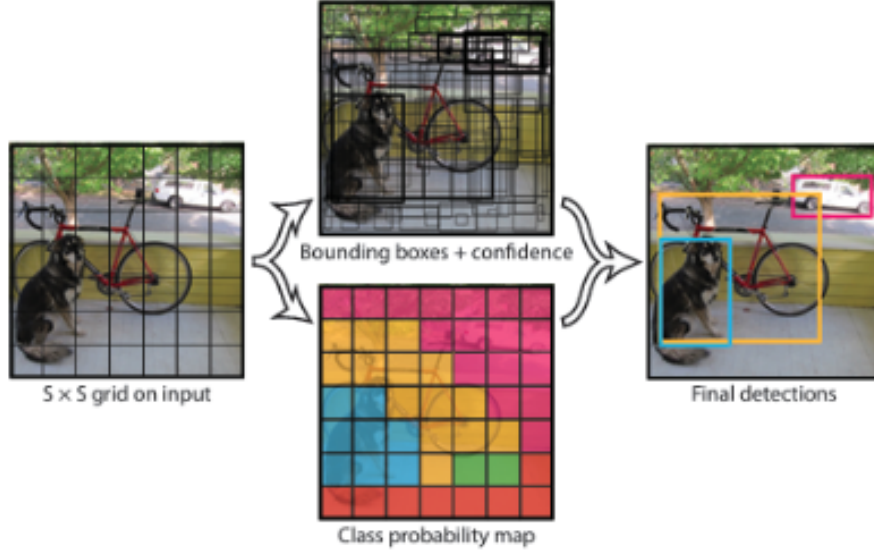 Bounding boxes + confidence
S × S grid on input
Final detections
Class probability map